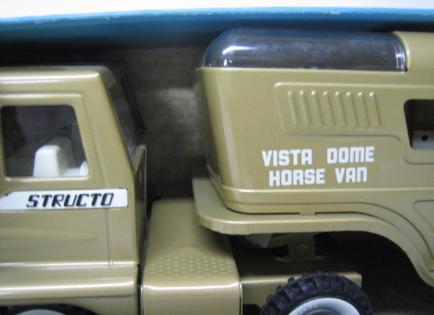 VISTA DOME
HORSE VAN
STRUCTO